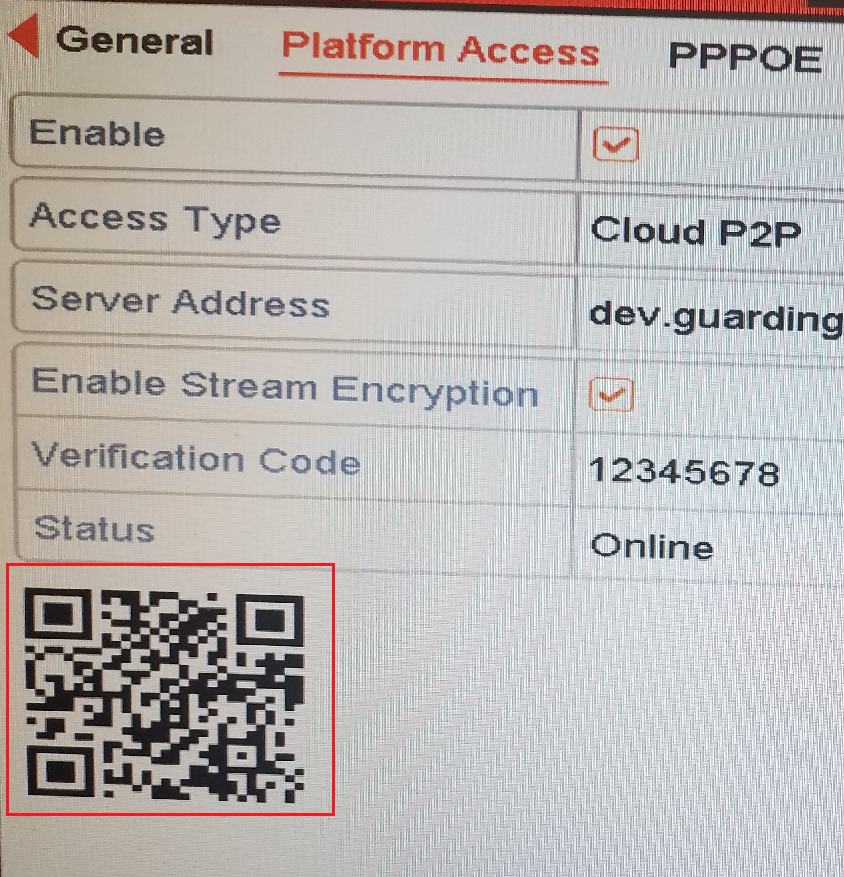 General Platform Access PPPOE
Enable
Access Type Cloud P2P
Server Address dev.guarding
Enable Stream Encryption
Verification Code 12345678
Status Online